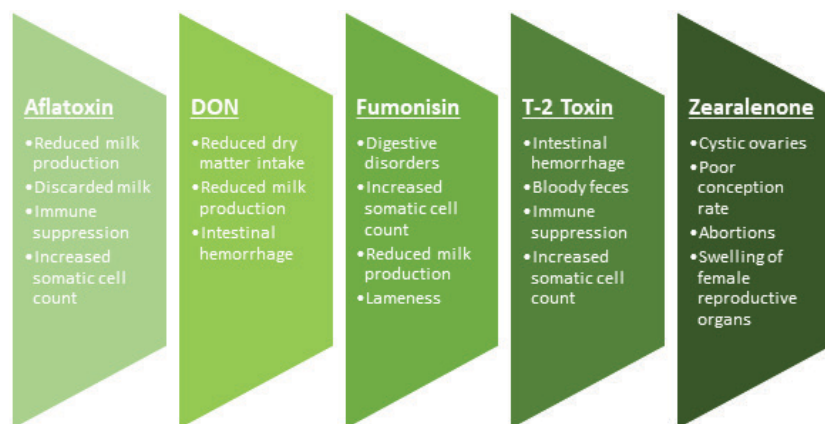 Aflatoxin
•Reduced milk
production
•Discarded milk
•Immune
suppression
•Increased
somatic cell
count
DON
•Reduced dry
matter intake
•Reduced milk
production
•Intestinal
hemorrhage
Fumonisin
•Digestive
disorders
•Increased
somatic cell
count
•Reduced milk
production
•Lameness
T-2 Toxin
•Intestinal
hemorrhage
•Bloody feces
•Immune
suppression
•Increased
somatic cell
count
Zearalenone
•Cystic ovaries
•Poor
conception
rate
•Abortions
•Swelling of
female
reproductive
organs